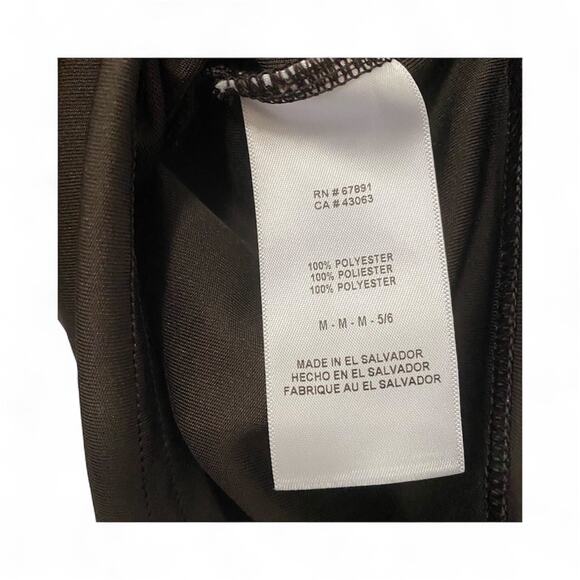 RN # 67891
CA # 43063
100% POLYESTER
100% POLIESTER
100% POLYESTER
M - M - M - 5/6
MADE IN EL SALVADOR
HECHO EN EL SALVADOR
FABRIQUE AU EL SALVADOR